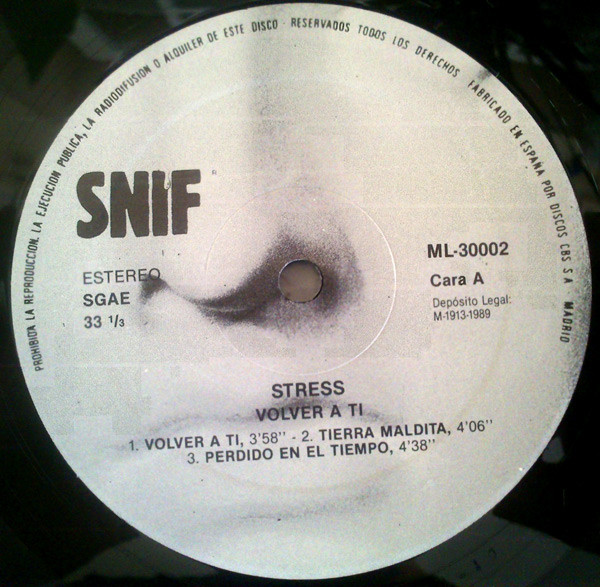 PROHIBIDA LA REPRODUCCION, LA EJECUCION PUBLICA, LA RADIODIFUSION O ALQUILER DE ESTE DISCO - RESERVADOS TODOS LOS DERECHOS FABRICADO EN ESPAÑA POR DISCOS CBS S A MADRID
SNIF
ESTEREO
SGAE
33 1/3
ML-30002
Cara A
Depósito Legal:
M-1913-1989
STRESS
VOLVER A TI
1. VOLVER A TI, 3'58'' - 2. TIERRA MALDITA, 4'06''
3. PERDIDO EN EL TIEMPO, 4'38''